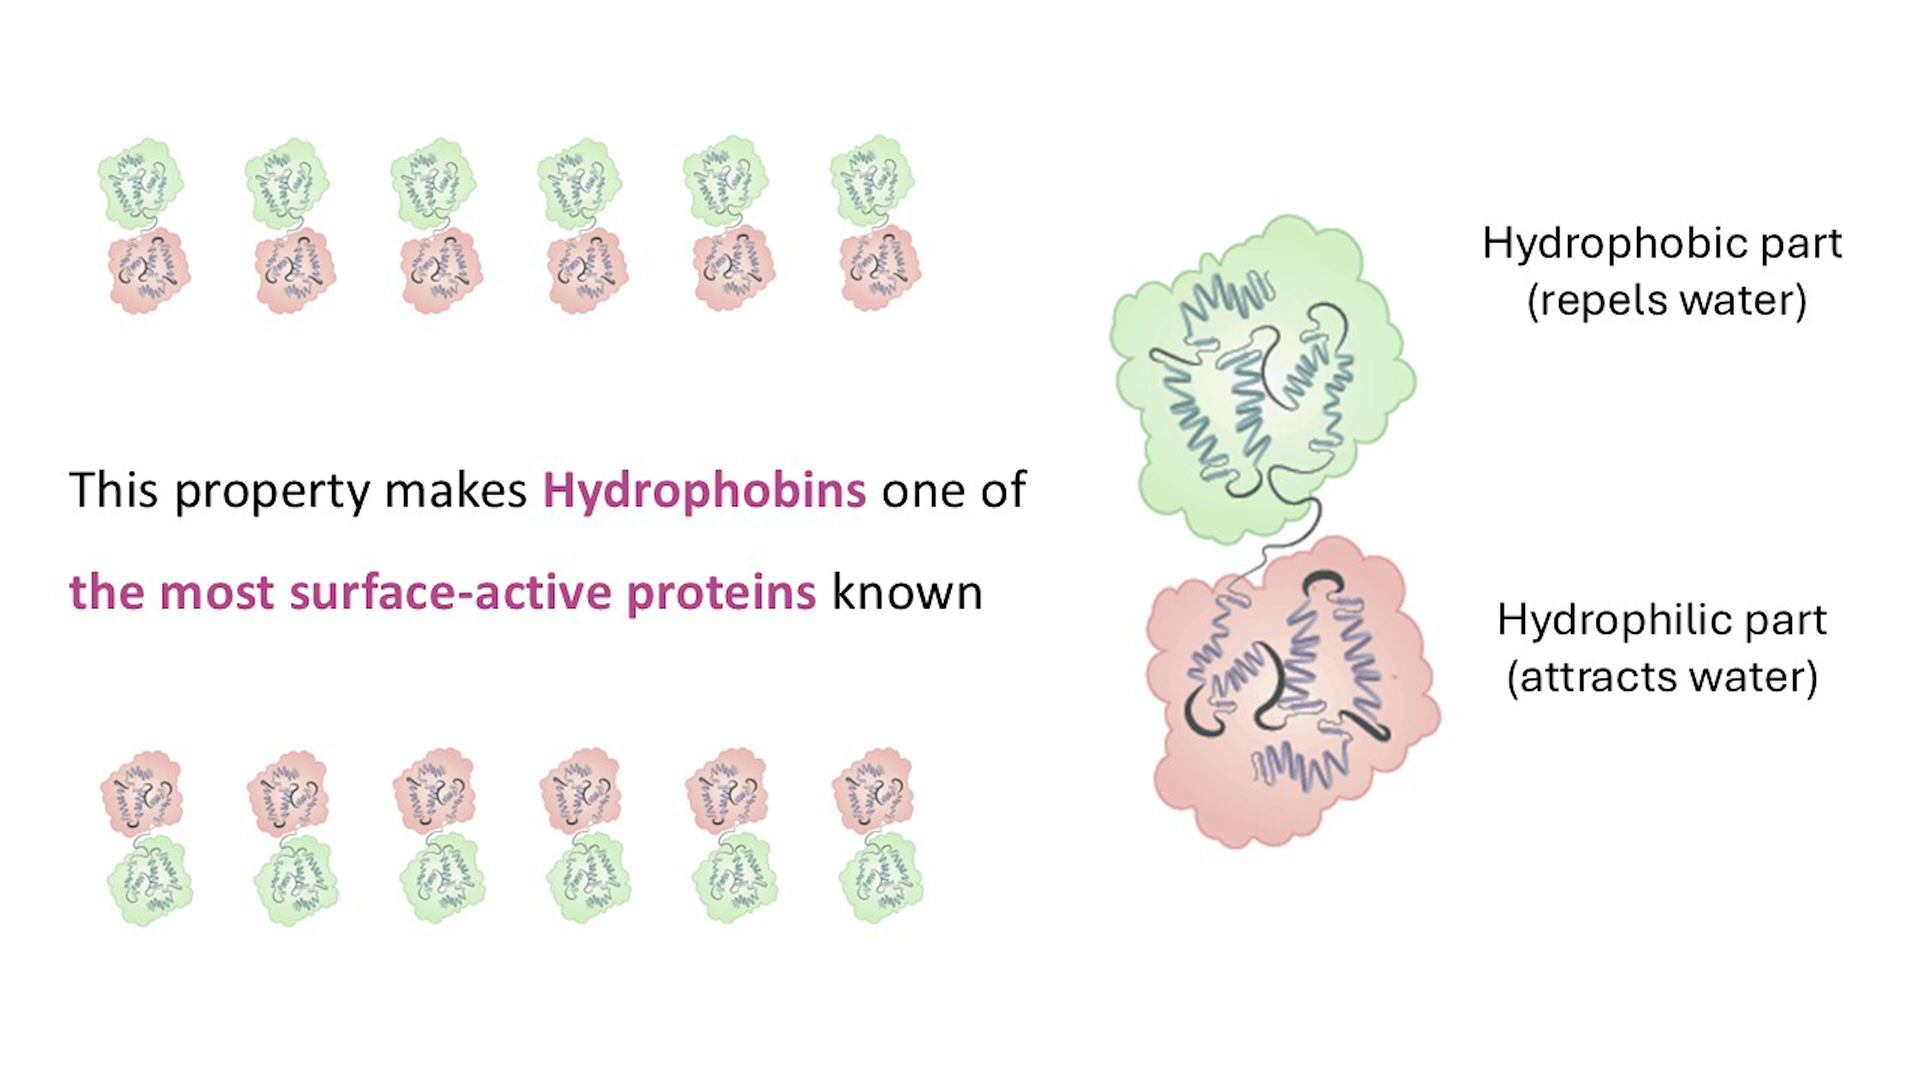 This property makes Hydrophobins one of
the most surface-active proteins known
Hydrophobic part
(repels water)
Hydrophilic part
(attracts water)